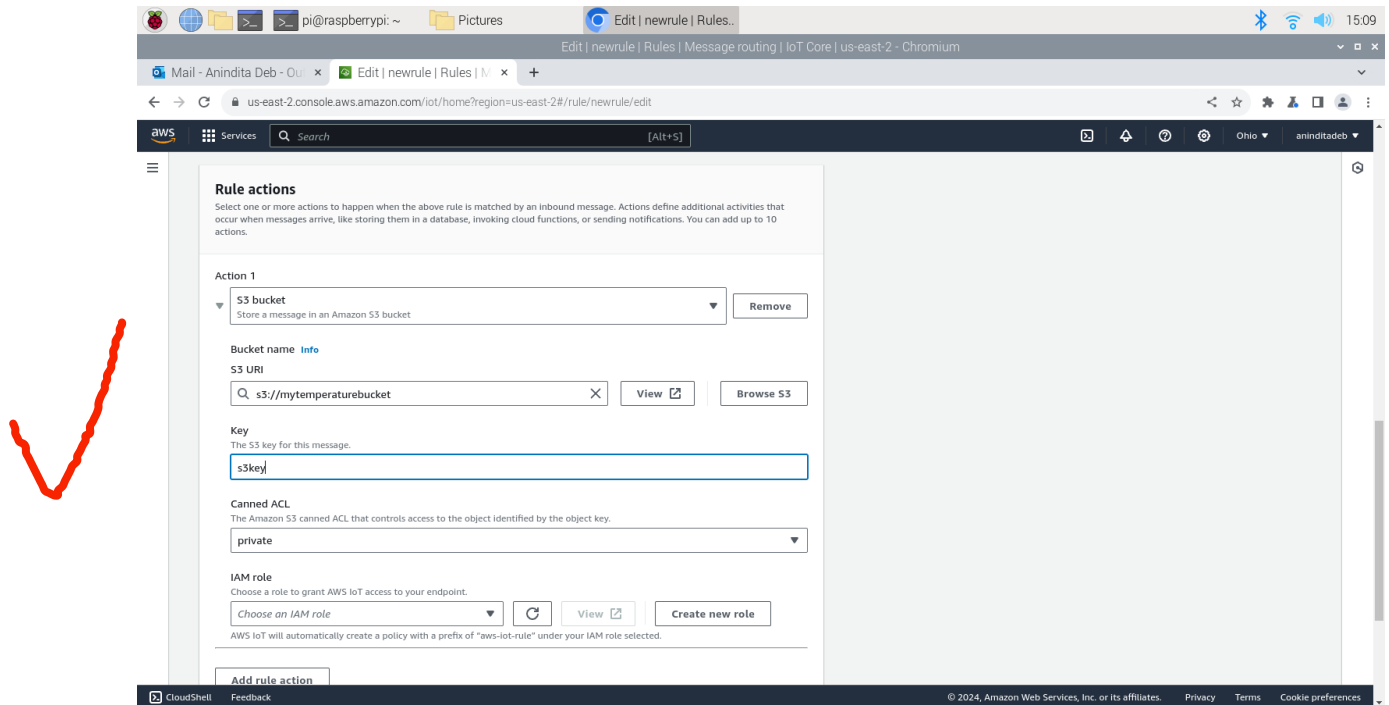 pi@raspberrypi: ~
Pictures
Edit | newrule | Rules..
15:09
Edit | newrule | Rules | Message routing | IoT Core | us-east-2 - Chromium
Mail - Anindita Deb - Ou
Edit | newrule | Rules | M
us-east-2.console.aws.amazon.com/iot/home?region=us-east-2#/rule/newrule/edit
aws
Services
Search
[Alt+S]
Ohio
aninditadeb
Rule actions
Select one or more actions to happen when the above rule is matched by an inbound message. Actions define additional activities that
occur when messages arrive, like storing them in a database, invoking cloud functions, or sending notifications. You can add up to 10
actions.
Action 1
S3 bucket
Store a message in an Amazon S3 bucket
Remove
Bucket name Info
S3 URI
s3://mytemperaturebucket
View
Browse S3
Key
The S3 key for this message.
s3key
Canned ACL
The Amazon S3 canned ACL that controls access to the object identified by the object key.
private
IAM role
Choose a role to grant AWS IoT access to your endpoint.
Choose an IAM role
View
Create new role
AWS IoT will automatically create a policy with a prefix of "aws-iot-rule" under your IAM role selected.
Add rule action
CloudShell
Feedback
© 2024, Amazon Web Services, Inc. or its affiliates.
Privacy
Terms
Cookie preferences